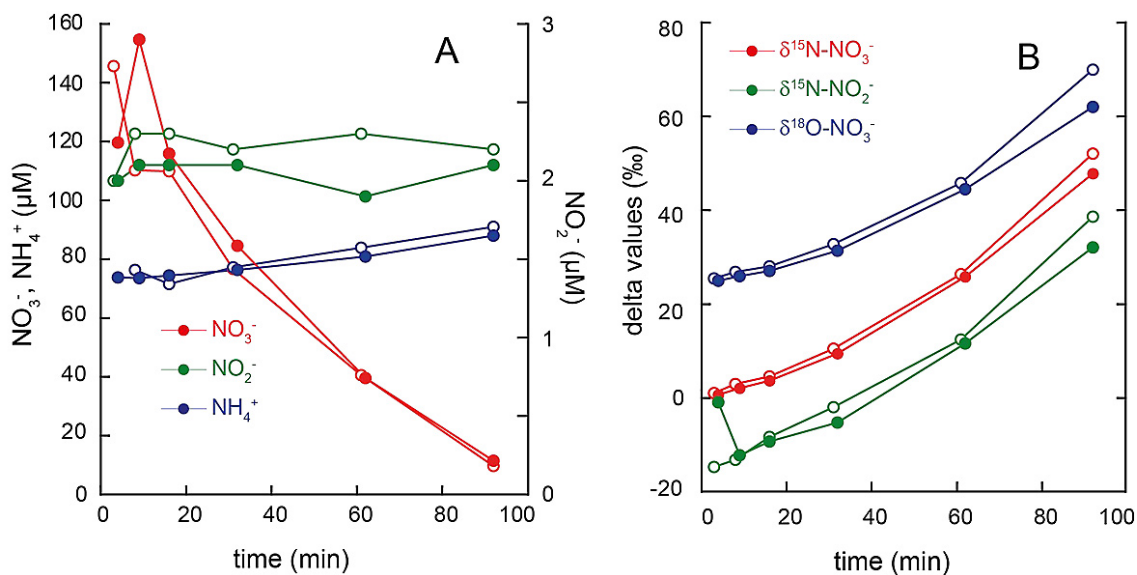 A
160
140
120
100
80
60
40
20
0
NO₃⁻, NH₄⁺ (µM)
3
2
1
0
NO₂⁻ (µM)
NO₃⁻
NO₂⁻
NH₄⁺
0 20 40 60 80 100
time (min)
B
80
60
40
20
0
-20
delta values (‰)
δ¹⁵N-NO₃⁻
δ¹⁵N-NO₂⁻
δ¹⁸O-NO₃⁻
0 20 40 60 80 100
time (min)